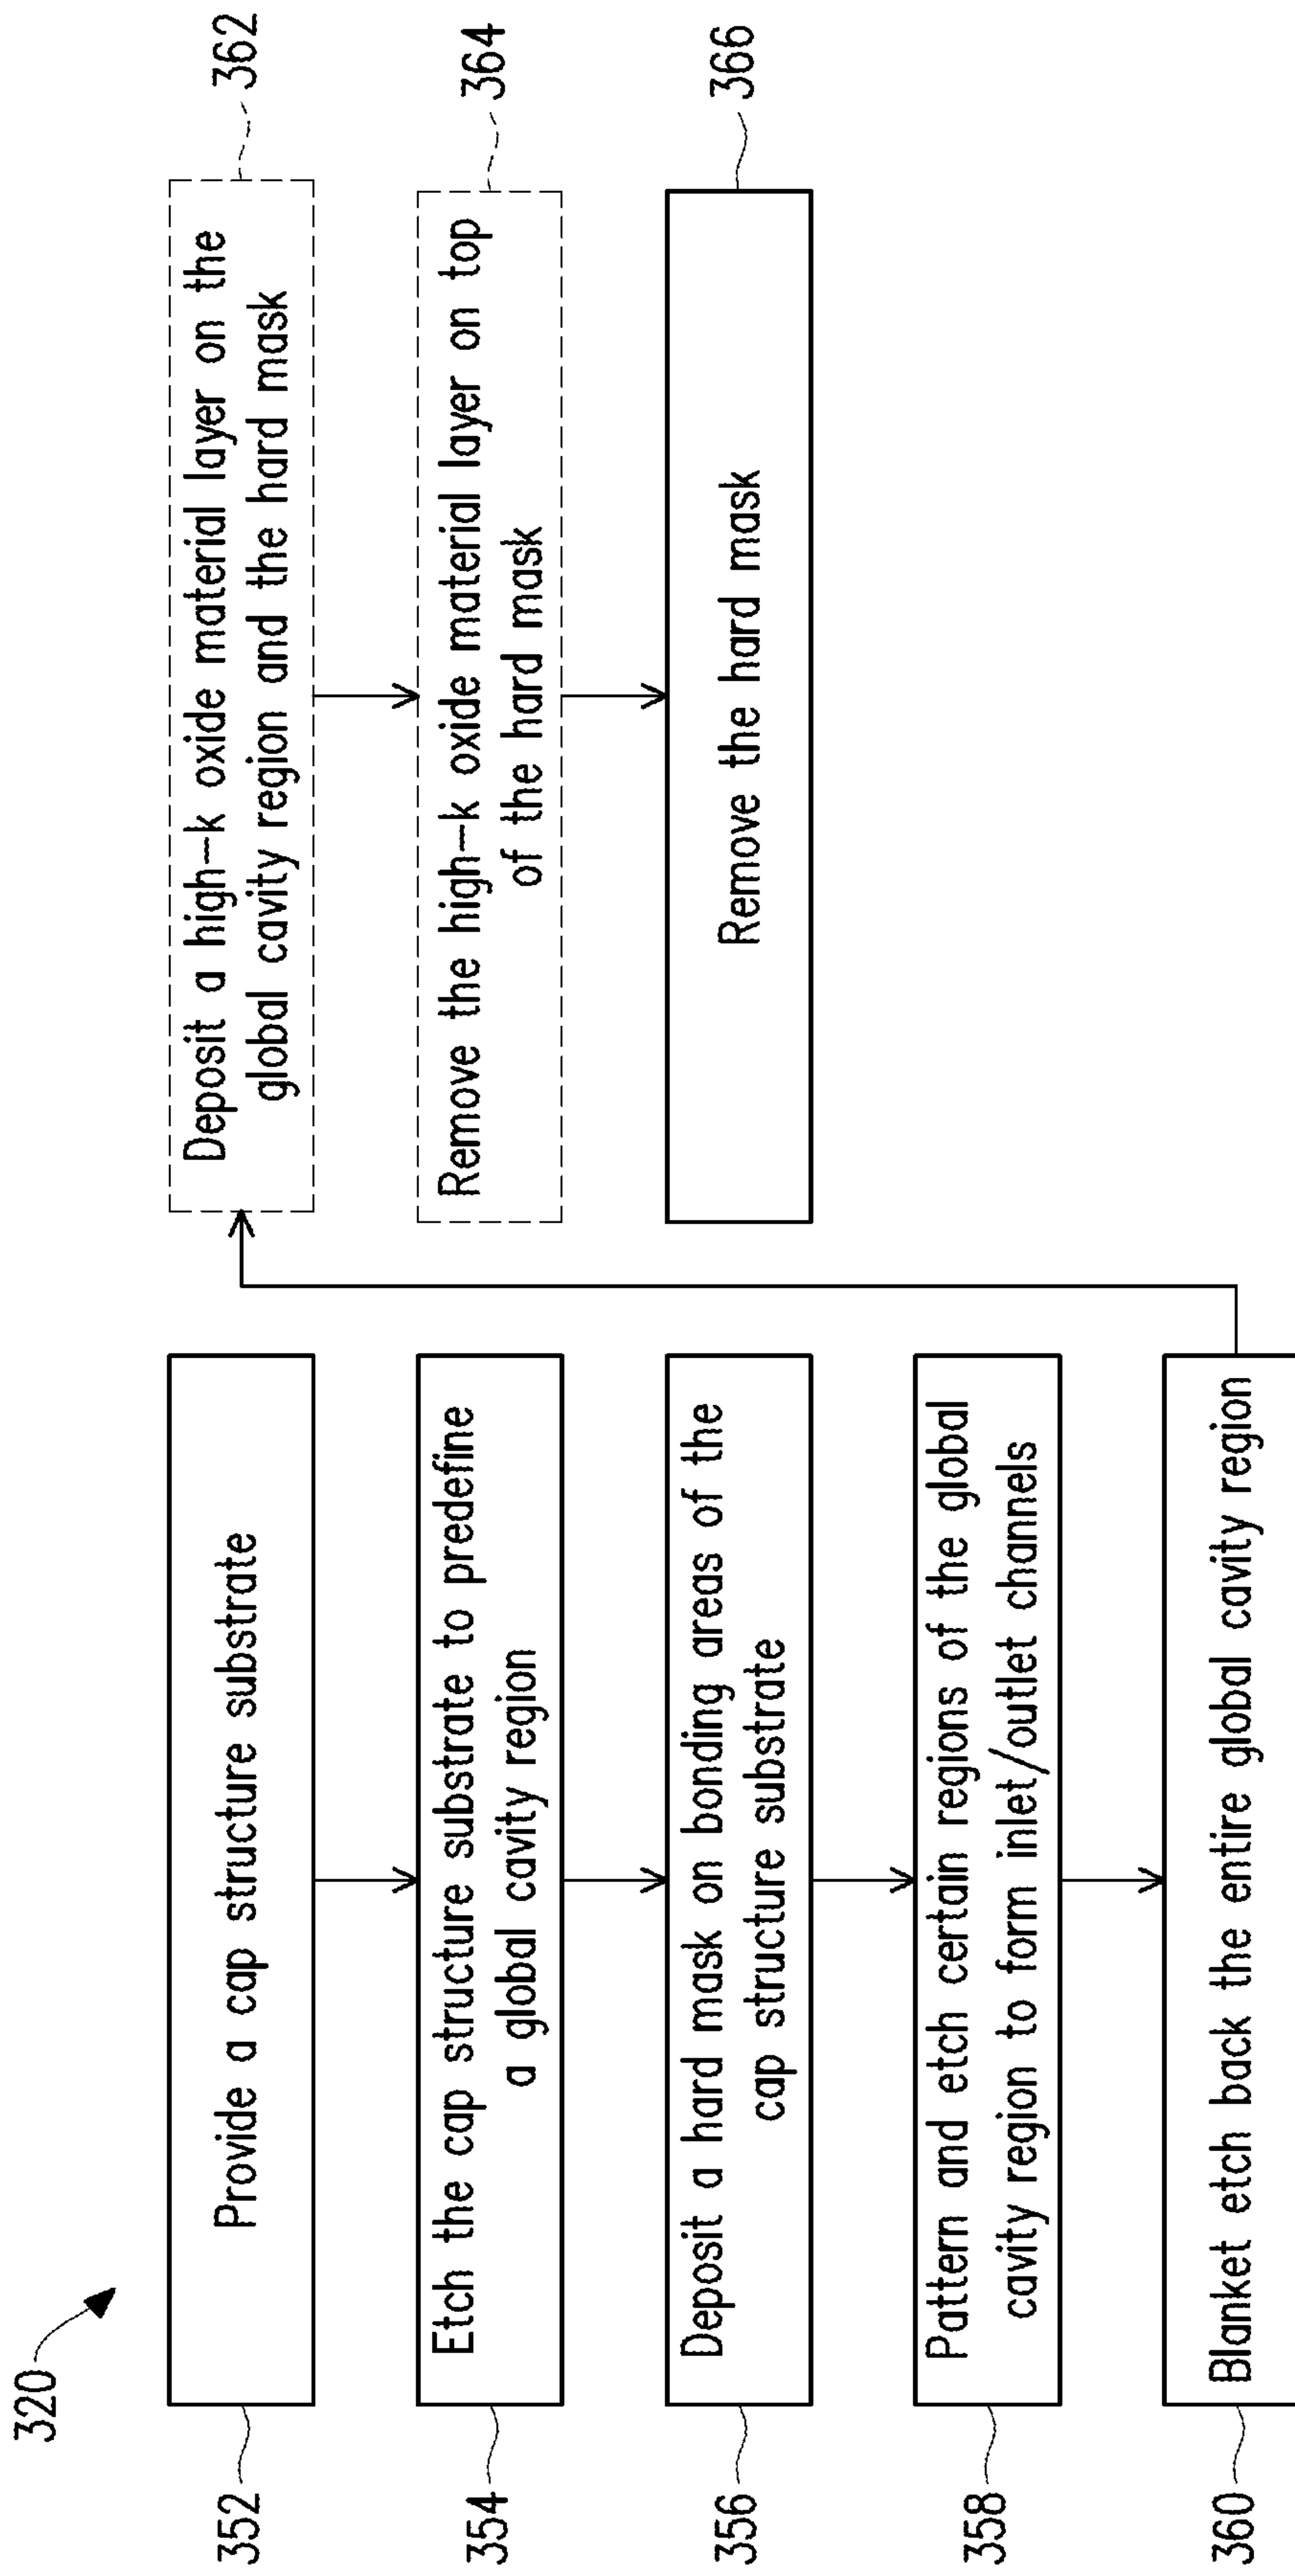 320
352
Provide a cap structure substrate
354
Etch the cap structure substrate to predefine
a global cavity region
356
Deposit a hard mask on bonding areas of the
cap structure substrate
358
Pattern and etch certain regions of the global
cavity region to form inlet/outlet channels
360
Blanket etch back the entire global cavity region
Deposit a high-k oxide material layer on the
global cavity region and the hard mask
362
Remove the high-k oxide material layer on top
of the hard mask
364
Remove the hard mask
366